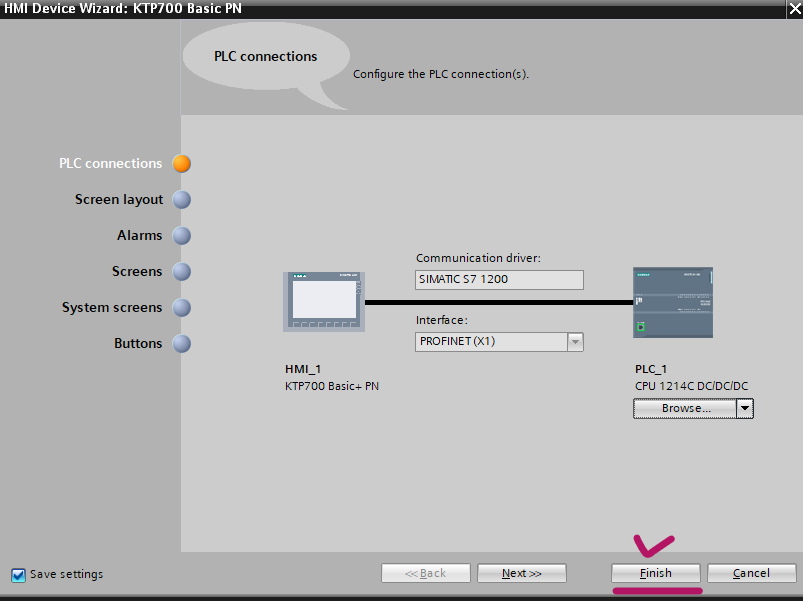 HMI Device Wizard: KTP700 Basic PN
PLC connections
Configure the PLC connection(s).
PLC connections
Screen layout
Alarms
Screens
System screens
Buttons
Communication driver:
SIMATIC S7 1200
Interface:
PROFINET (X1)
HMI_1
KTP700 Basic+ PN
PLC_1
CPU 1214C DC/DC/DC
Browse...
Save settings
<< Back
Next >>
Finish
Cancel